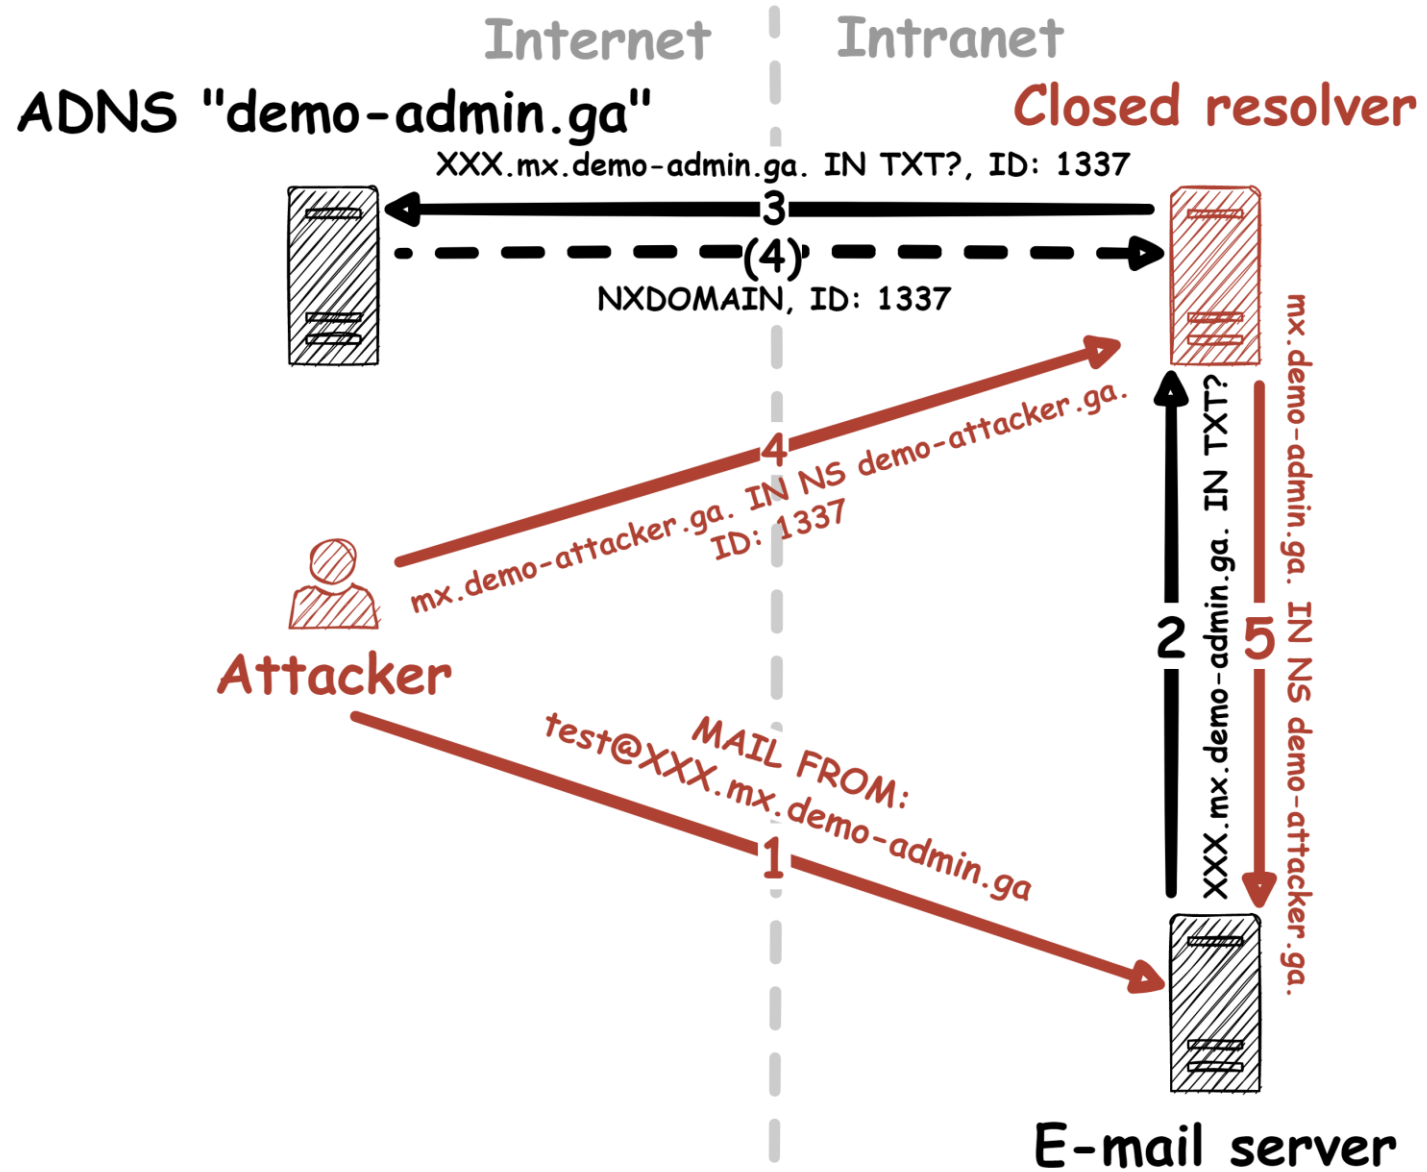 Internet
Intranet
ADNS "demo-admin.ga"
Closed resolver
XXX.mx.demo-admin.ga. IN TXT?, ID: 1337
3
(4)
NXDOMAIN, ID: 1337
4
mx.demo-attacker.ga. IN NS demo-attacker.ga.
ID: 1337
Attacker
MAIL FROM:
test@XXX.mx.demo-admin.ga
1
2
XXX.mx.demo-admin.ga. IN TXT?
5
mx.demo-admin.ga. IN NS demo-attacker.ga.
E-mail server